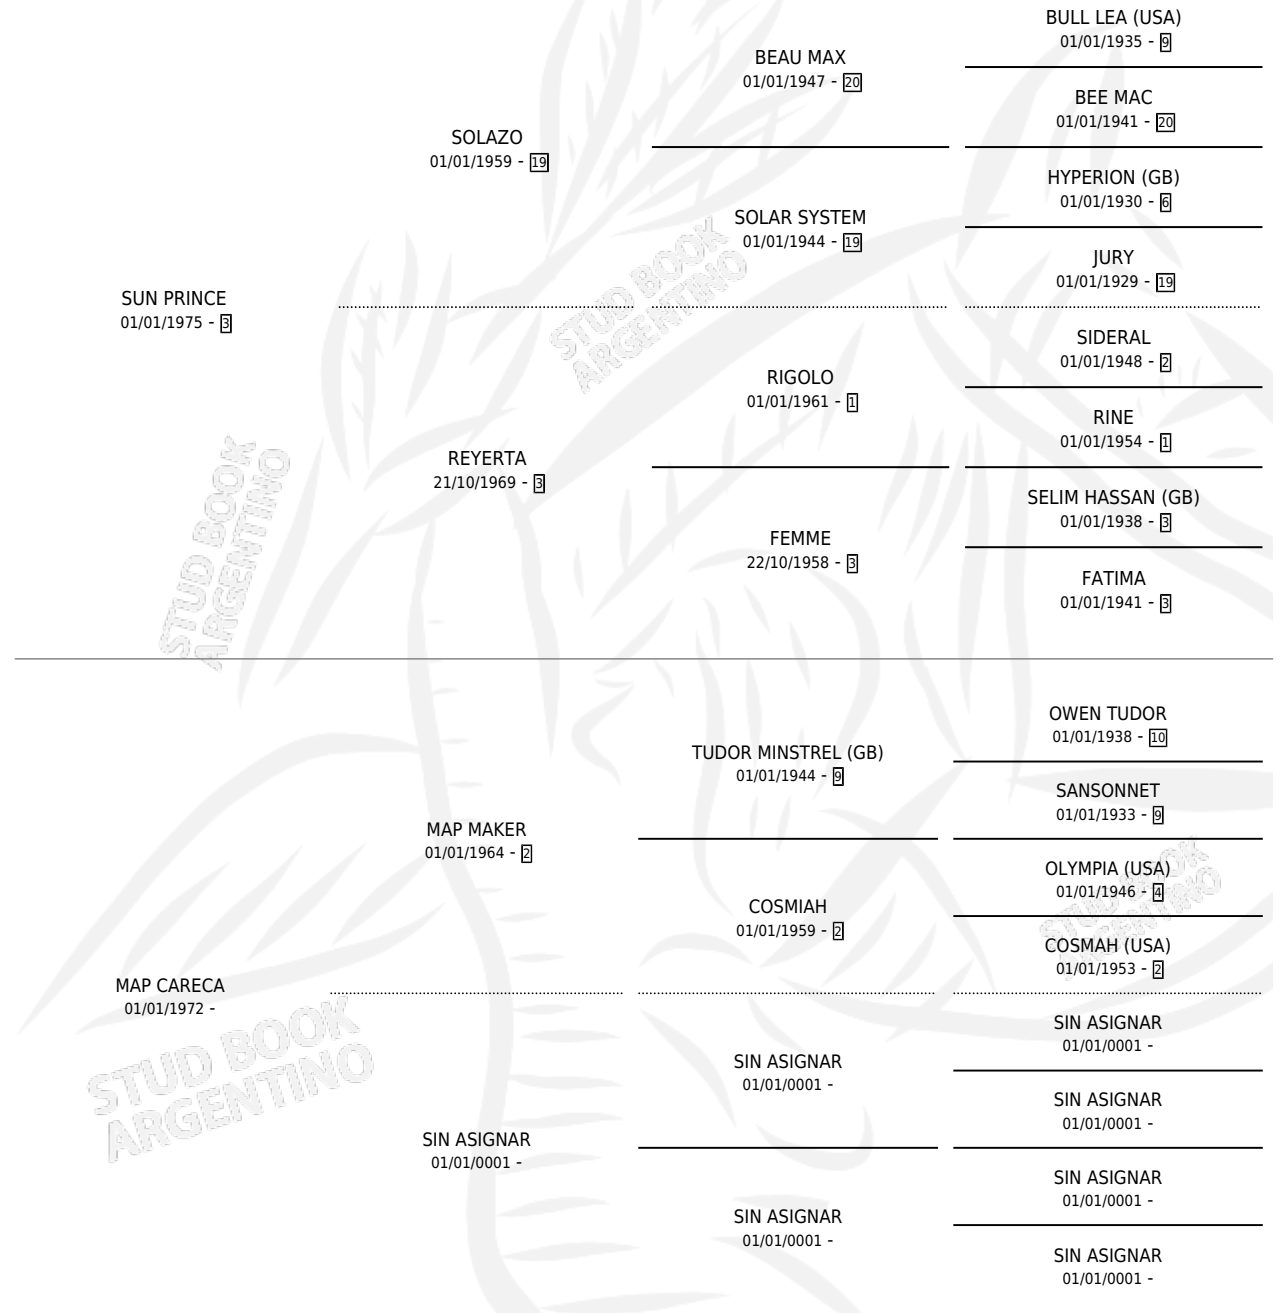 BULL LEA (USA)
01/01/1935 - 9
BEAU MAX
01/01/1947 - 20
BEE MAC
01/01/1941 - 20
SOLAZO
01/01/1959 - 19
HYPERION (GB)
01/01/1930 - 6
SOLAR SYSTEM
01/01/1944 - 19
JURY
01/01/1929 - 19
SUN PRINCE
01/01/1975 - 3
STUD BOOK
ARGENTINO
SIDERAL
01/01/1948 - 2
RIGOLO
01/01/1961 - 1
RINE
01/01/1954 - 1
REYERTA
21/10/1969 - 3
SELIM HASSAN (GB)
01/01/1938 - 3
FEMME
22/10/1958 - 3
FATIMA
01/01/1941 - 3
STUD BOOK
ARGENTINO
OWEN TUDOR
01/01/1938 - 10
TUDOR MINSTREL (GB)
01/01/1944 - 9
SANSONNET
01/01/1933 - 9
MAP MAKER
01/01/1964 - 2
OLYMPIA (USA)
01/01/1946 - 4
COSMIAH
01/01/1959 - 2
COSMAH (USA)
01/01/1953 - 2
STUD BOOK
ARGENTINO
MAP CARECA
01/01/1972 -
SIN ASIGNAR
01/01/0001 -
SIN ASIGNAR
01/01/0001 -
SIN ASIGNAR
01/01/0001 -
STUD BOOK
ARGENTINO
SIN ASIGNAR
01/01/0001 -
SIN ASIGNAR
01/01/0001 -
SIN ASIGNAR
01/01/0001 -
SIN ASIGNAR
01/01/0001 -